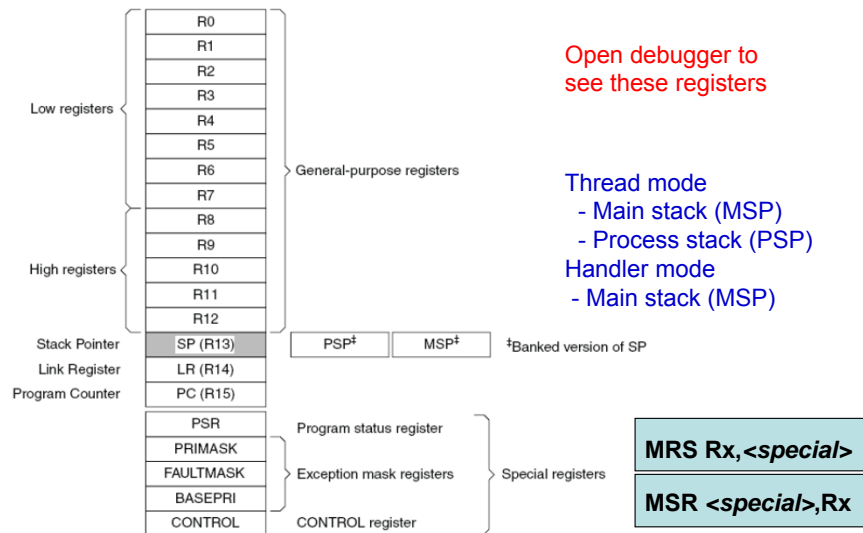 R0
R1
R2
R3
Low registers
R4
R5
R6
General-purpose registers
R7
R8
R9
High registers
R10
R11
R12
Stack Pointer SP (R13) PSP‡ MSP‡ ‡Banked version of SP
Link Register LR (R14)
Program Counter PC (R15)
PSR Program status register
PRIMASK
FAULTMASK Exception mask registers Special registers
BASEPRI
CONTROL CONTROL register
Open debugger to
see these registers
Thread mode
- Main stack (MSP)
- Process stack (PSP)
Handler mode
- Main stack (MSP)
MRS Rx,<special>
MSR <special>,Rx